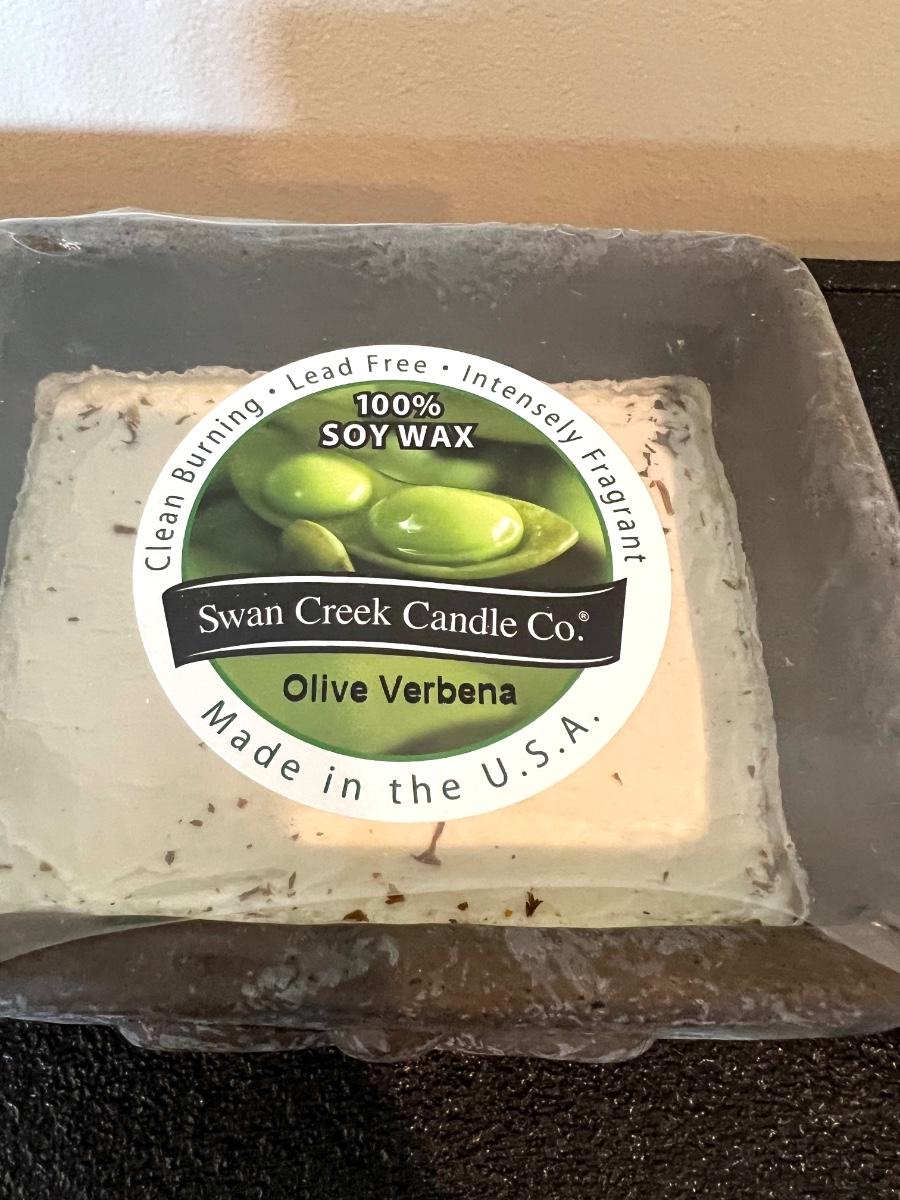 Clean Burning • Lead Free • Intensely Fragrant
100%
SOY WAX
Swan Creek Candle Co.®
Olive Verbena
Made in the U.S.A.